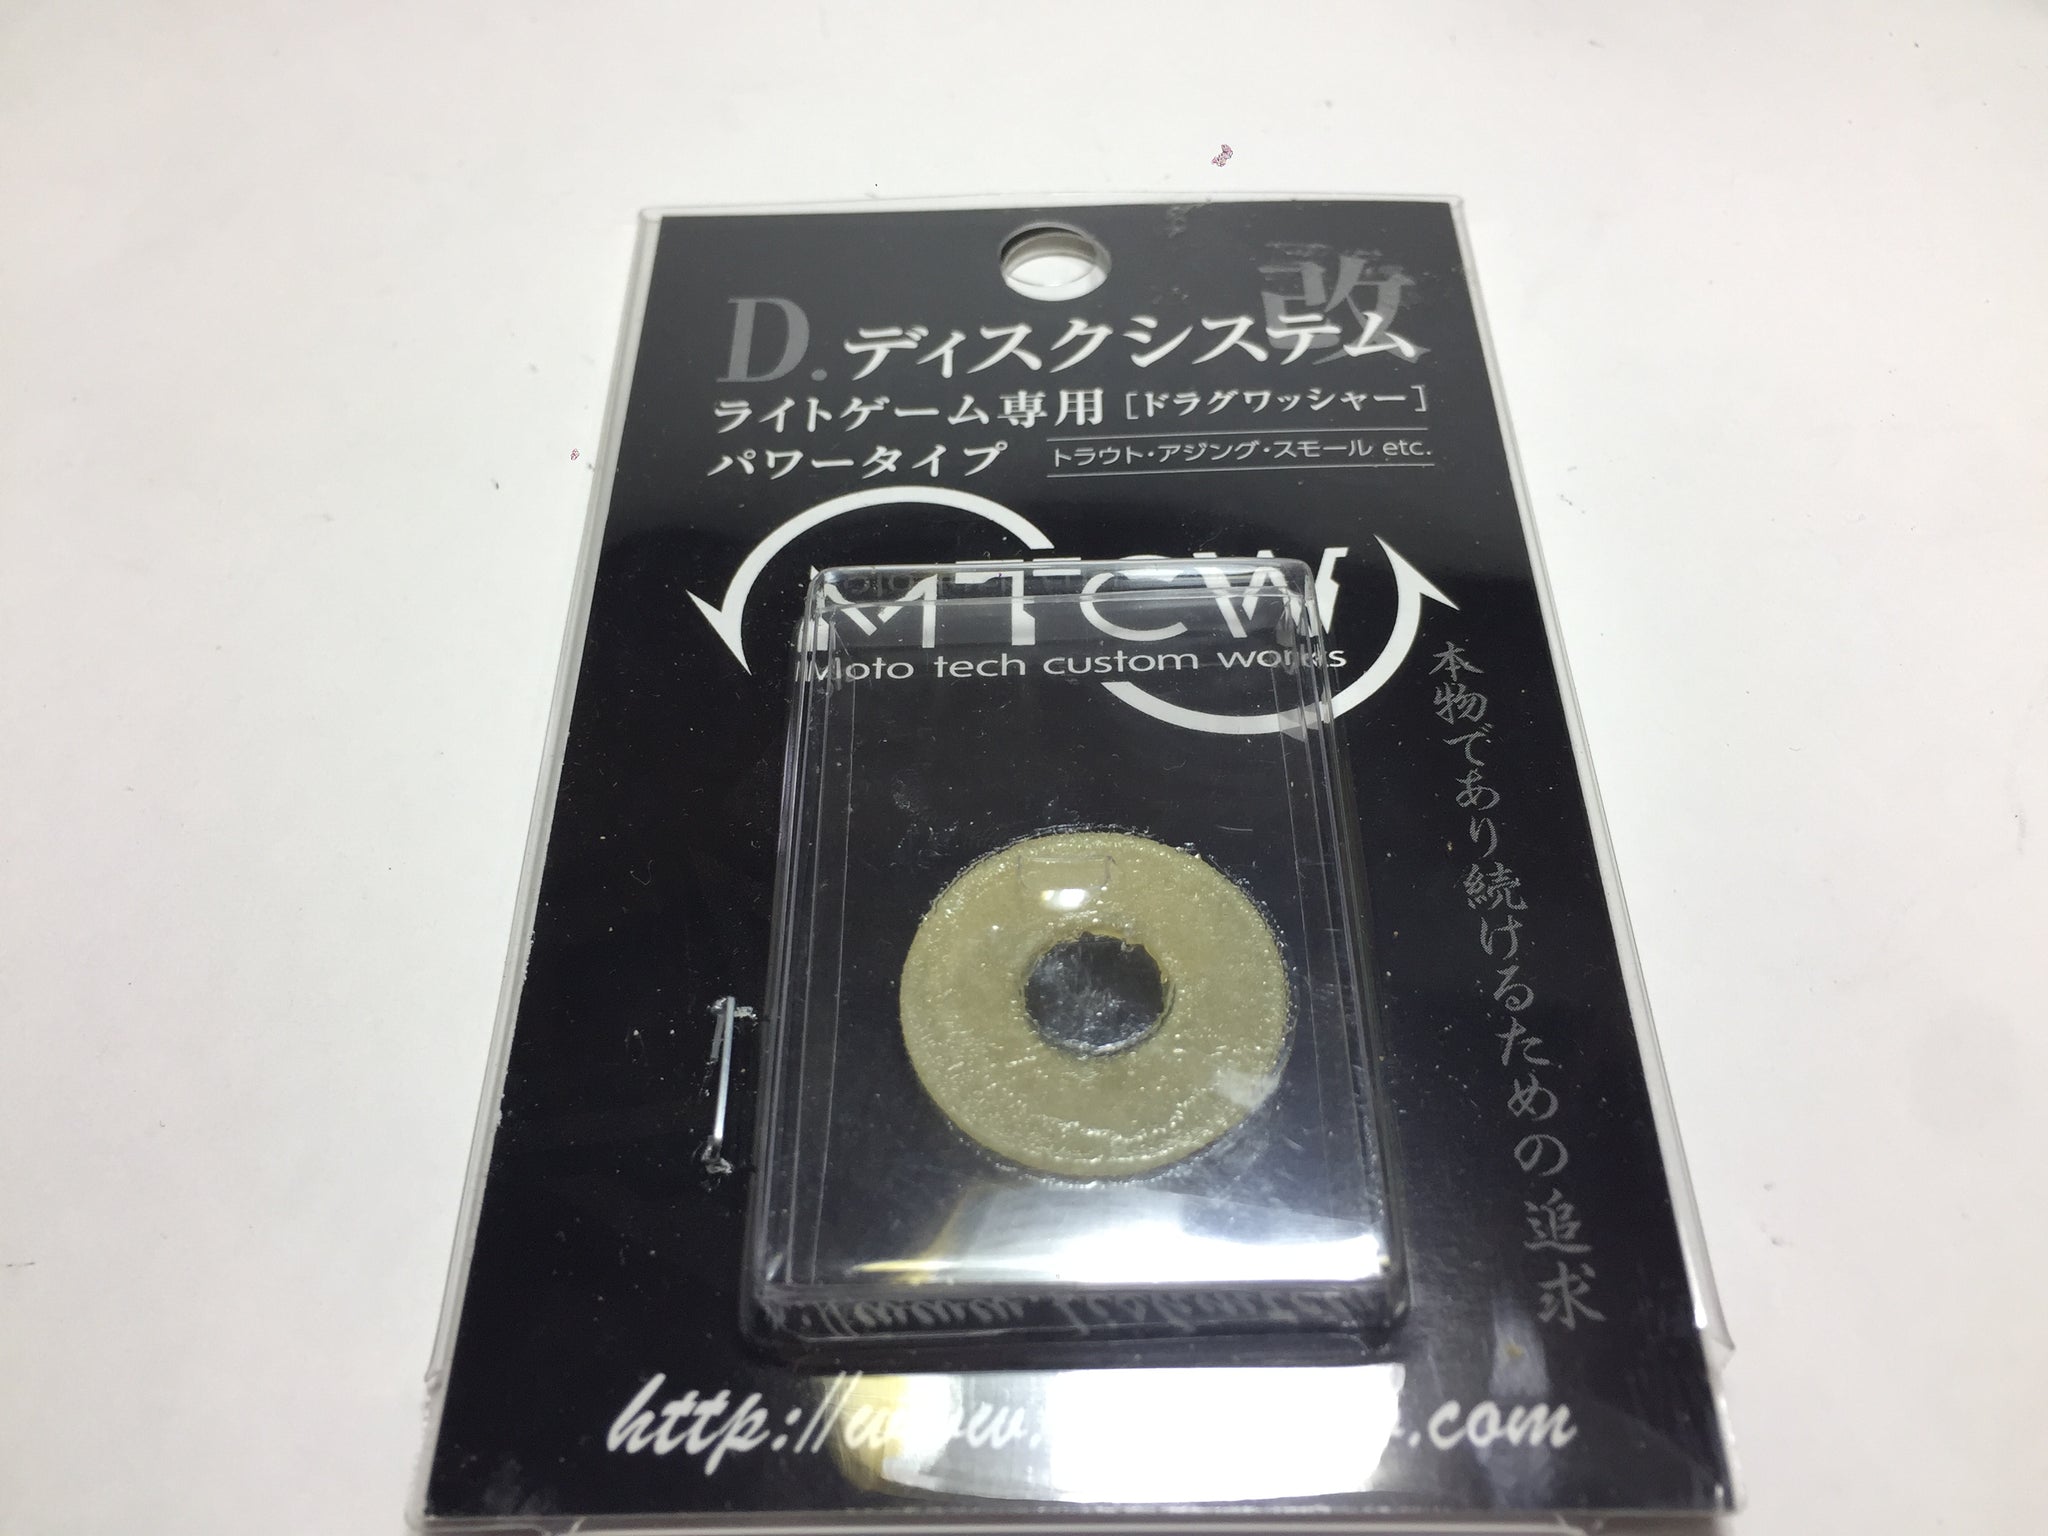 改
D.ディスクシステム
ライトゲーム専用 [ドラグワッシャー]
パワータイプ トラウト・アジング・スモール etc.
MTCW
Moto tech custom works
本物であり続けるための追求
http://www. .com